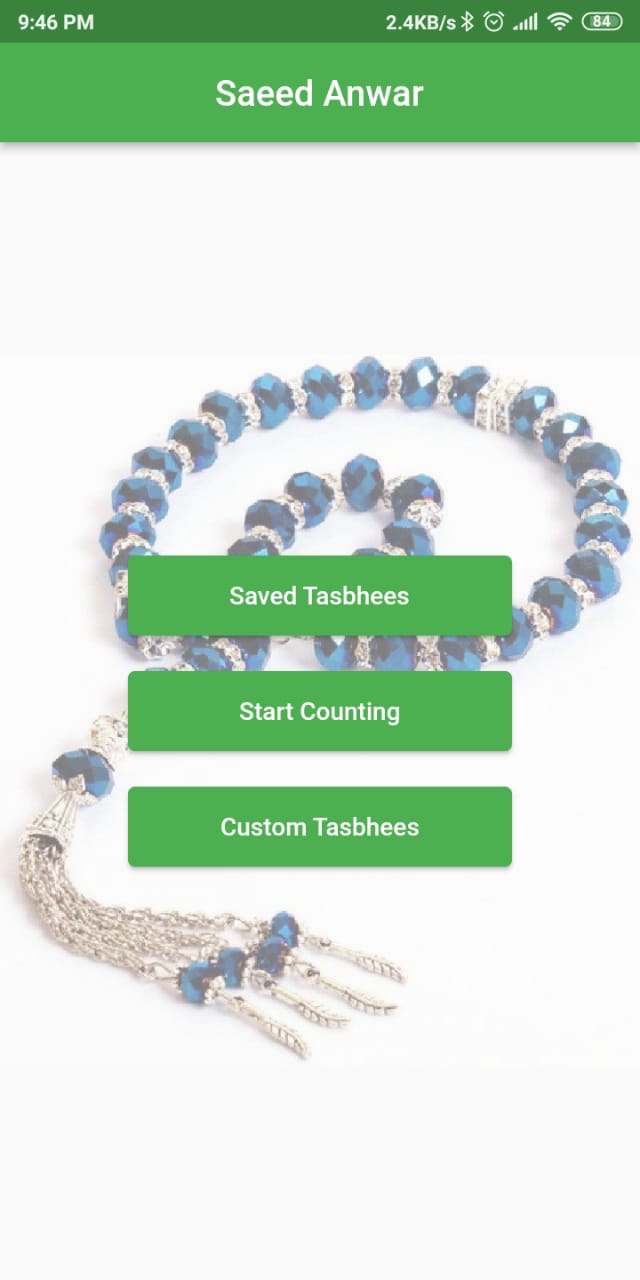 9:46 PM 2.4KB/s 84
Saeed Anwar
Saved Tasbhees
Start Counting
Custom Tasbhees